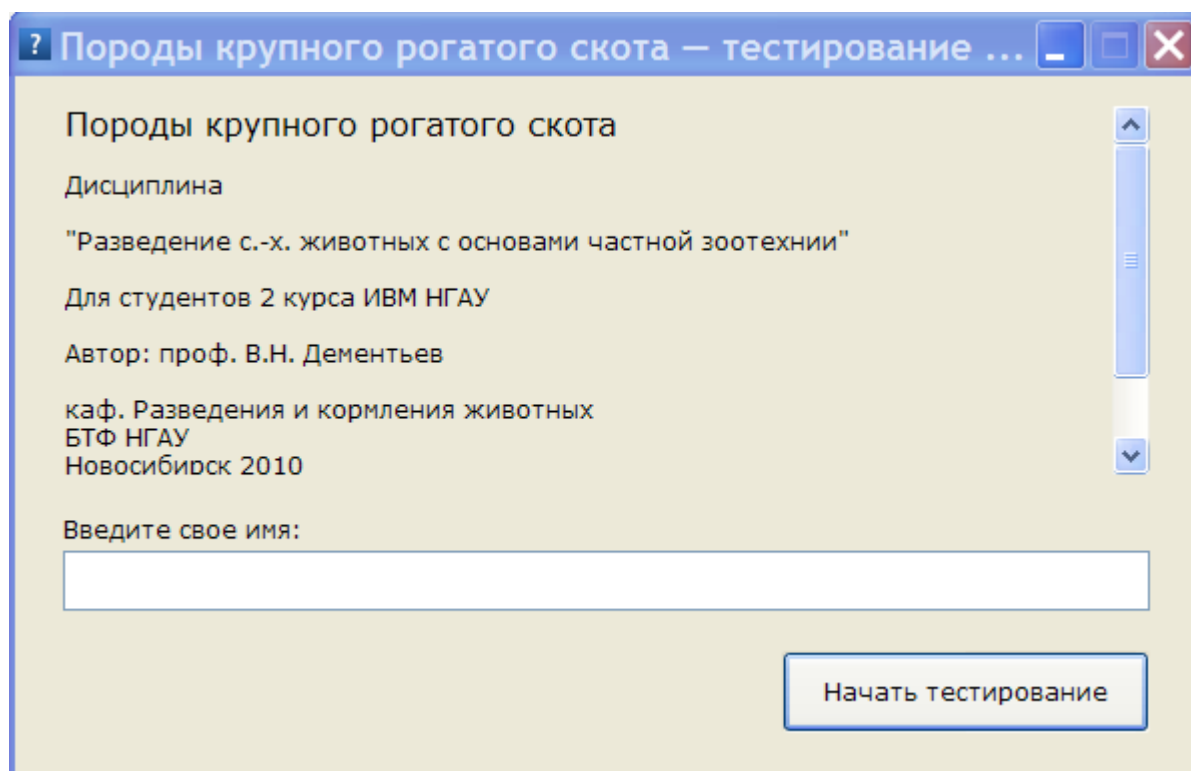 Породы крупного рогатого скота — тестирование ...
Породы крупного рогатого скота
Дисциплина
"Разведение с.-х. животных с основами частной зоотехнии"
Для студентов 2 курса ИВМ НГАУ
Автор: проф. В.Н. Дементьев
каф. Разведения и кормления животных
БТФ НГАУ
Новосибирск 2010
Введите свое имя:
Начать тестирование